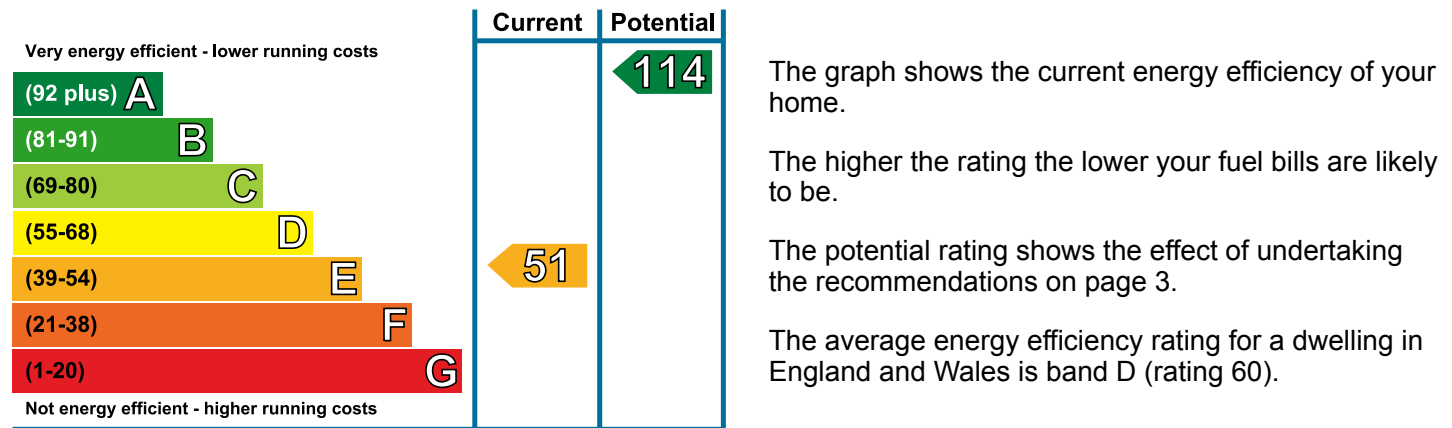 Current Potential
Very energy efficient - lower running costs
(92 plus) A
114
(81-91) B
(69-80) C
(55-68) D
(39-54) E
51
(21-38) F
(1-20) G
Not energy efficient - higher running costs
The graph shows the current energy efficiency of your
home.
The higher the rating the lower your fuel bills are likely
to be.
The potential rating shows the effect of undertaking
the recommendations on page 3.
The average energy efficiency rating for a dwelling in
England and Wales is band D (rating 60).